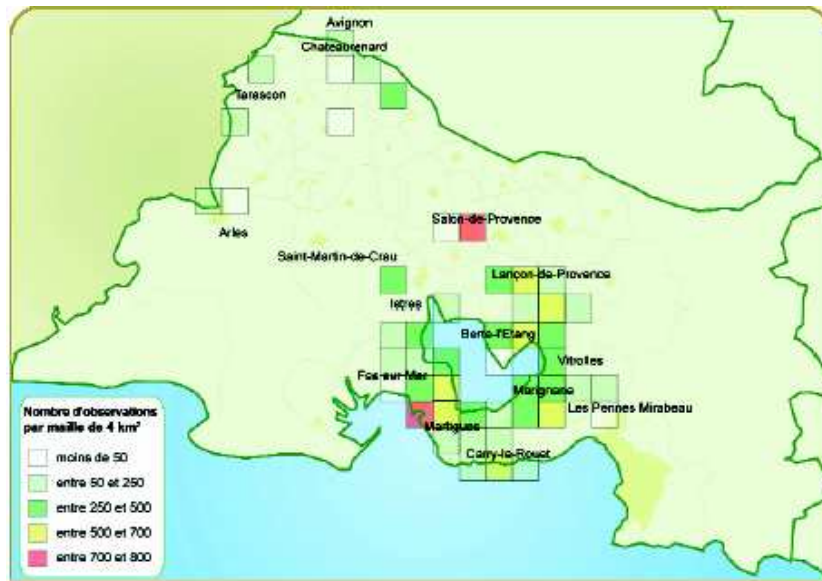 Avignon
Chateabrenard
Tarascon
Salon-de-Provence
Arles
Saint-Martin-de-Crau
Lançon-de-Provence
Istres
Berre-l'Etang
Vitrolles
Fos-sur-Mer
Marignane
Les Pennes Mirabeau
Martigues
Carry-le-Rouet
Nombre d'observations
par maille de 4 km²
moins de 50
entre 50 et 250
entre 250 et 500
entre 500 et 700
entre 700 et 800